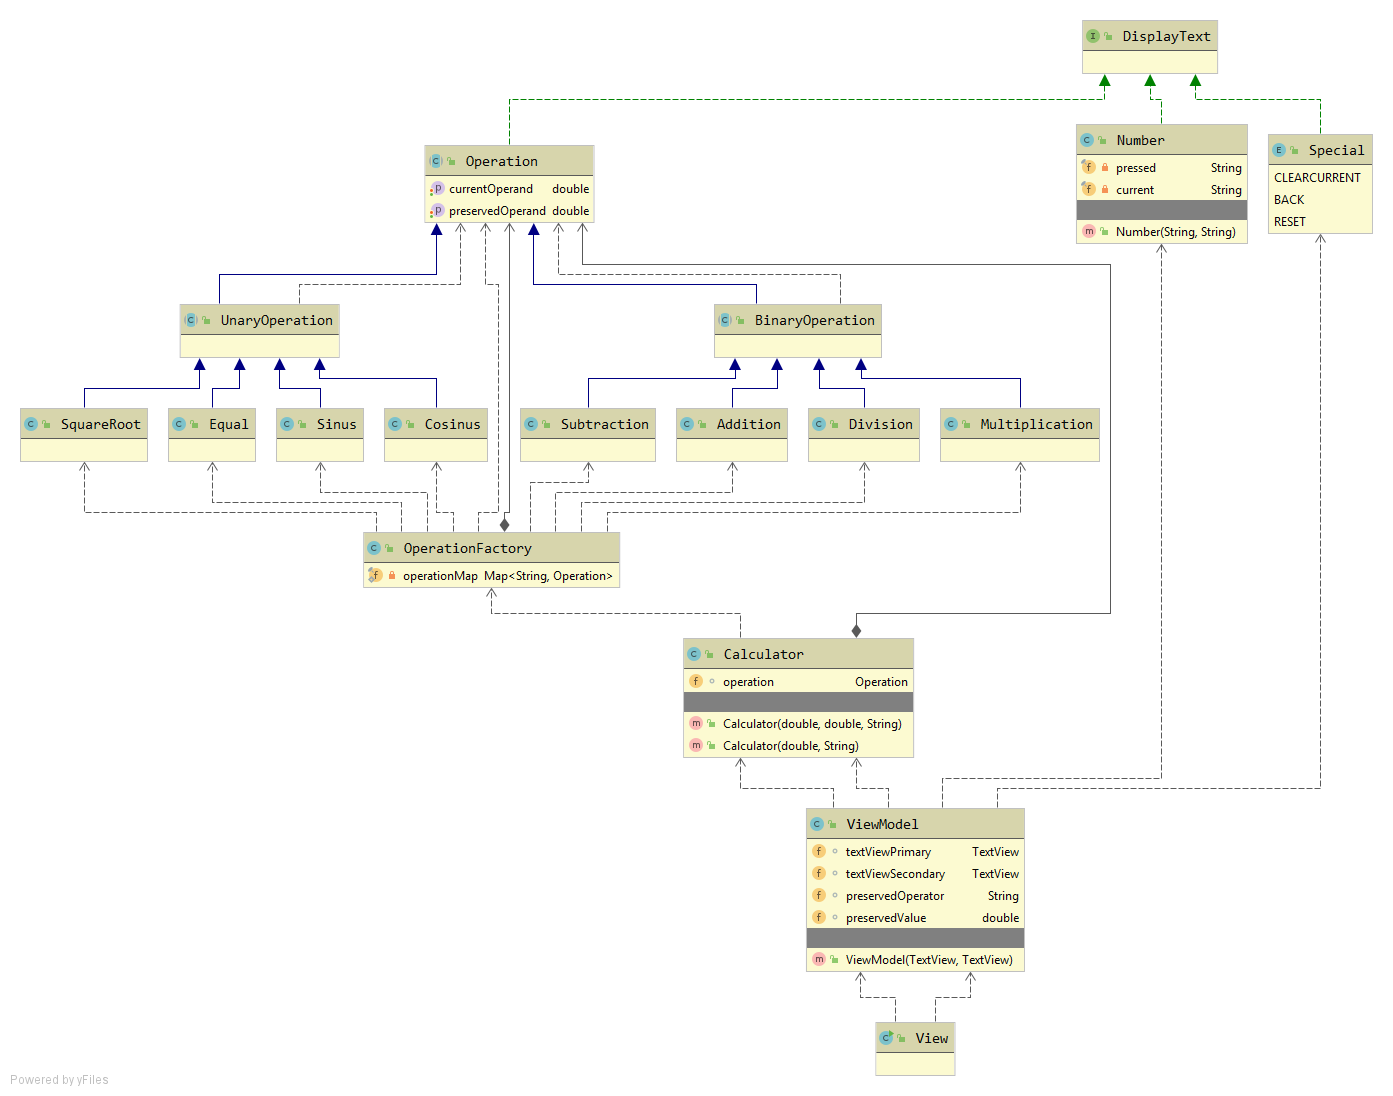 DisplayText
Number
pressed String
current String
Number(String, String)
Special
CLEARCURRENT
BACK
RESET
Operation
currentOperand double
preservedOperand double
UnaryOperation
BinaryOperation
SquareRoot
Equal
Sinus
Cosinus
Subtraction
Addition
Division
Multiplication
OperationFactory
operationMap Map<String, Operation>
Calculator
operation Operation
Calculator(double, double, String)
Calculator(double, String)
ViewModel
textViewPrimary TextView
textViewSecondary TextView
preservedOperator String
preservedValue double
ViewModel(TextView, TextView)
View
Powered by yFiles